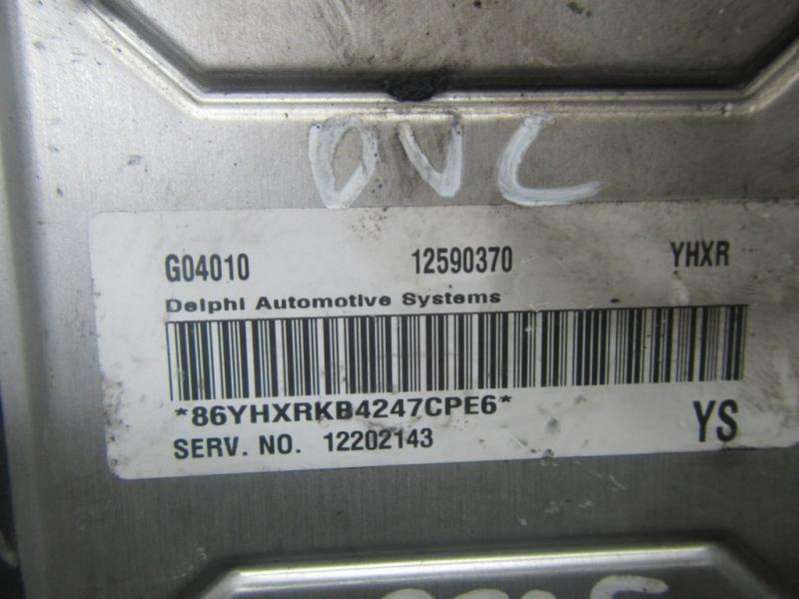 OVC
G04010 12590370 YHXR
Delphi Automotive Systems
*86YHXRKB4247CPE6*
SERV. NO. 12202143 YS